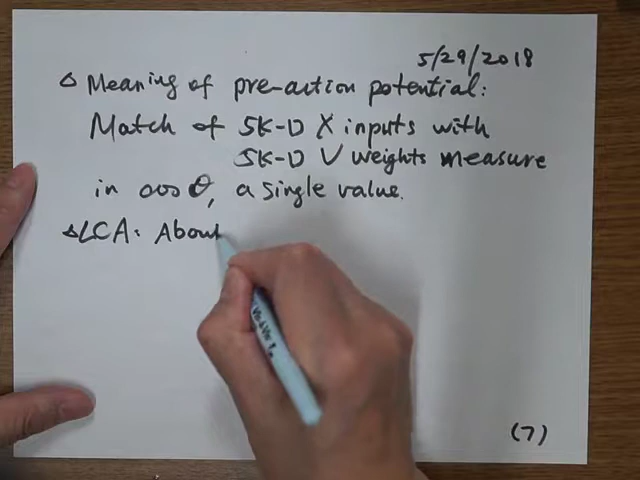 5/29/2018
△ Meaning of pre-action potential:
Match of 5K-D X inputs with
5K-D V weights measure
in cos θ, a single value.
△ LCA: About
(7)